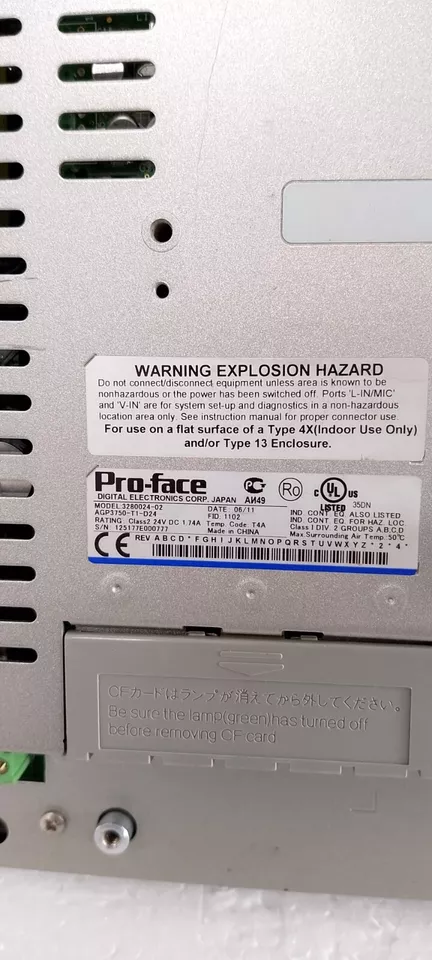 WARNING EXPLOSION HAZARD
Do not connect/disconnect equipment unless area is known to be
nonhazardous or the power has been switched off. Ports 'L-IN/MIC'
and 'V-IN' are for system set-up and diagnostics in a non-hazardous
location area only. See instruction manual for proper connector use.
For use on a flat surface of a Type 4X(Indoor Use Only)
and/or Type 13 Enclosure.
Pro-face
DIGITAL ELECTRONICS CORP. JAPAN
АИ49
Ro
C UL US
LISTED 35DN
MODEL:3280024-02
AGP3750-T1-D24
DATE: 06/11
FID: 1102
IND. CONT. EQ. ALSO LISTED
IND. CONT. EQ. FOR HAZ. LOC
RATING: Class2 24V DC 1.74A Temp.Code: T4A
Class I DIV. 2 GROUPS A,B,C,D
S/N 125177E000777
Made in CHINA
Max.Surrounding Air Temp.50℃
CE
REV A B C D * F G H I J K L M N O P Q R S T U V W X Y Z * 2 * 4 *
CFカードはランプが消えてから外してください。
Be sure the lamp(green)has turned off
before removing CF card